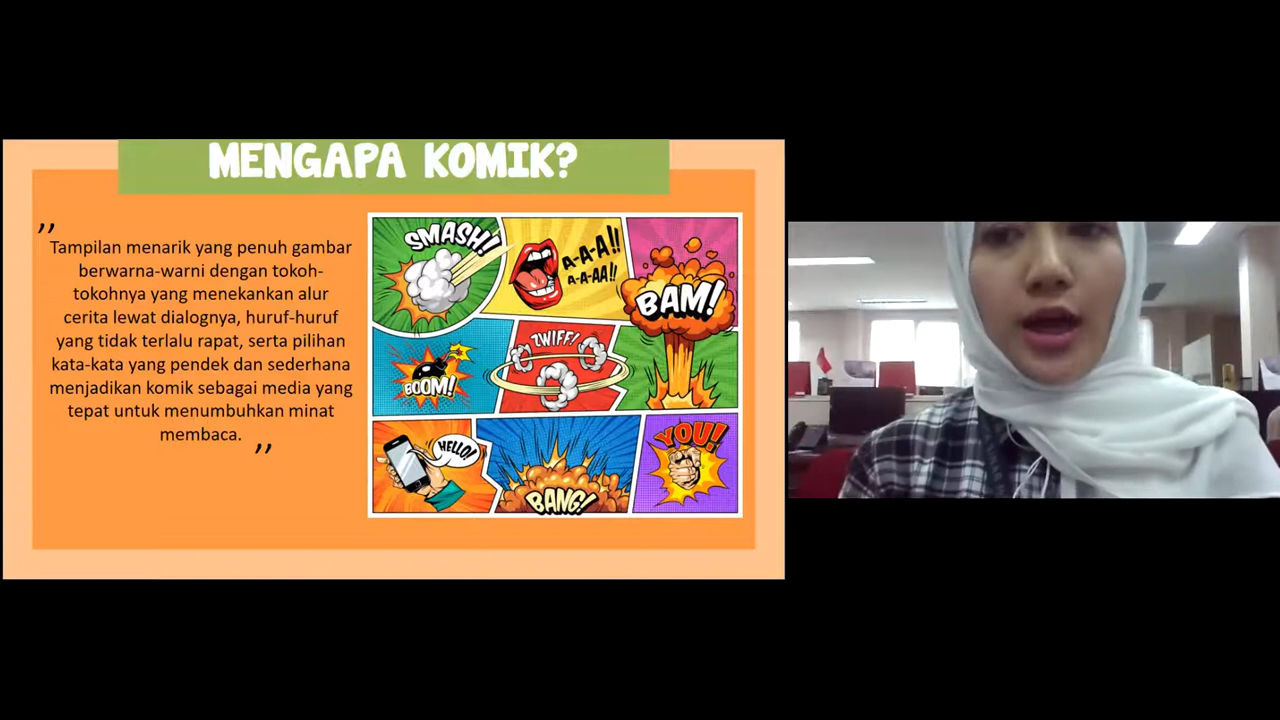 MENGAPA KOMIK?
”
Tampilan menarik yang penuh gambar
berwarna-warni dengan tokoh-
tokohnya yang menekankan alur
cerita lewat dialognya, huruf-huruf
yang tidak terlalu rapat, serta pilihan
kata-kata yang pendek dan sederhana
menjadikan komik sebagai media yang
tepat untuk menumbuhkan minat
membaca.
”
SMASH!
A-A-A!!
A-A-AA!!
BAM!
BOOM!
ZWIFF!
HELLO!
BANG!
YOU!